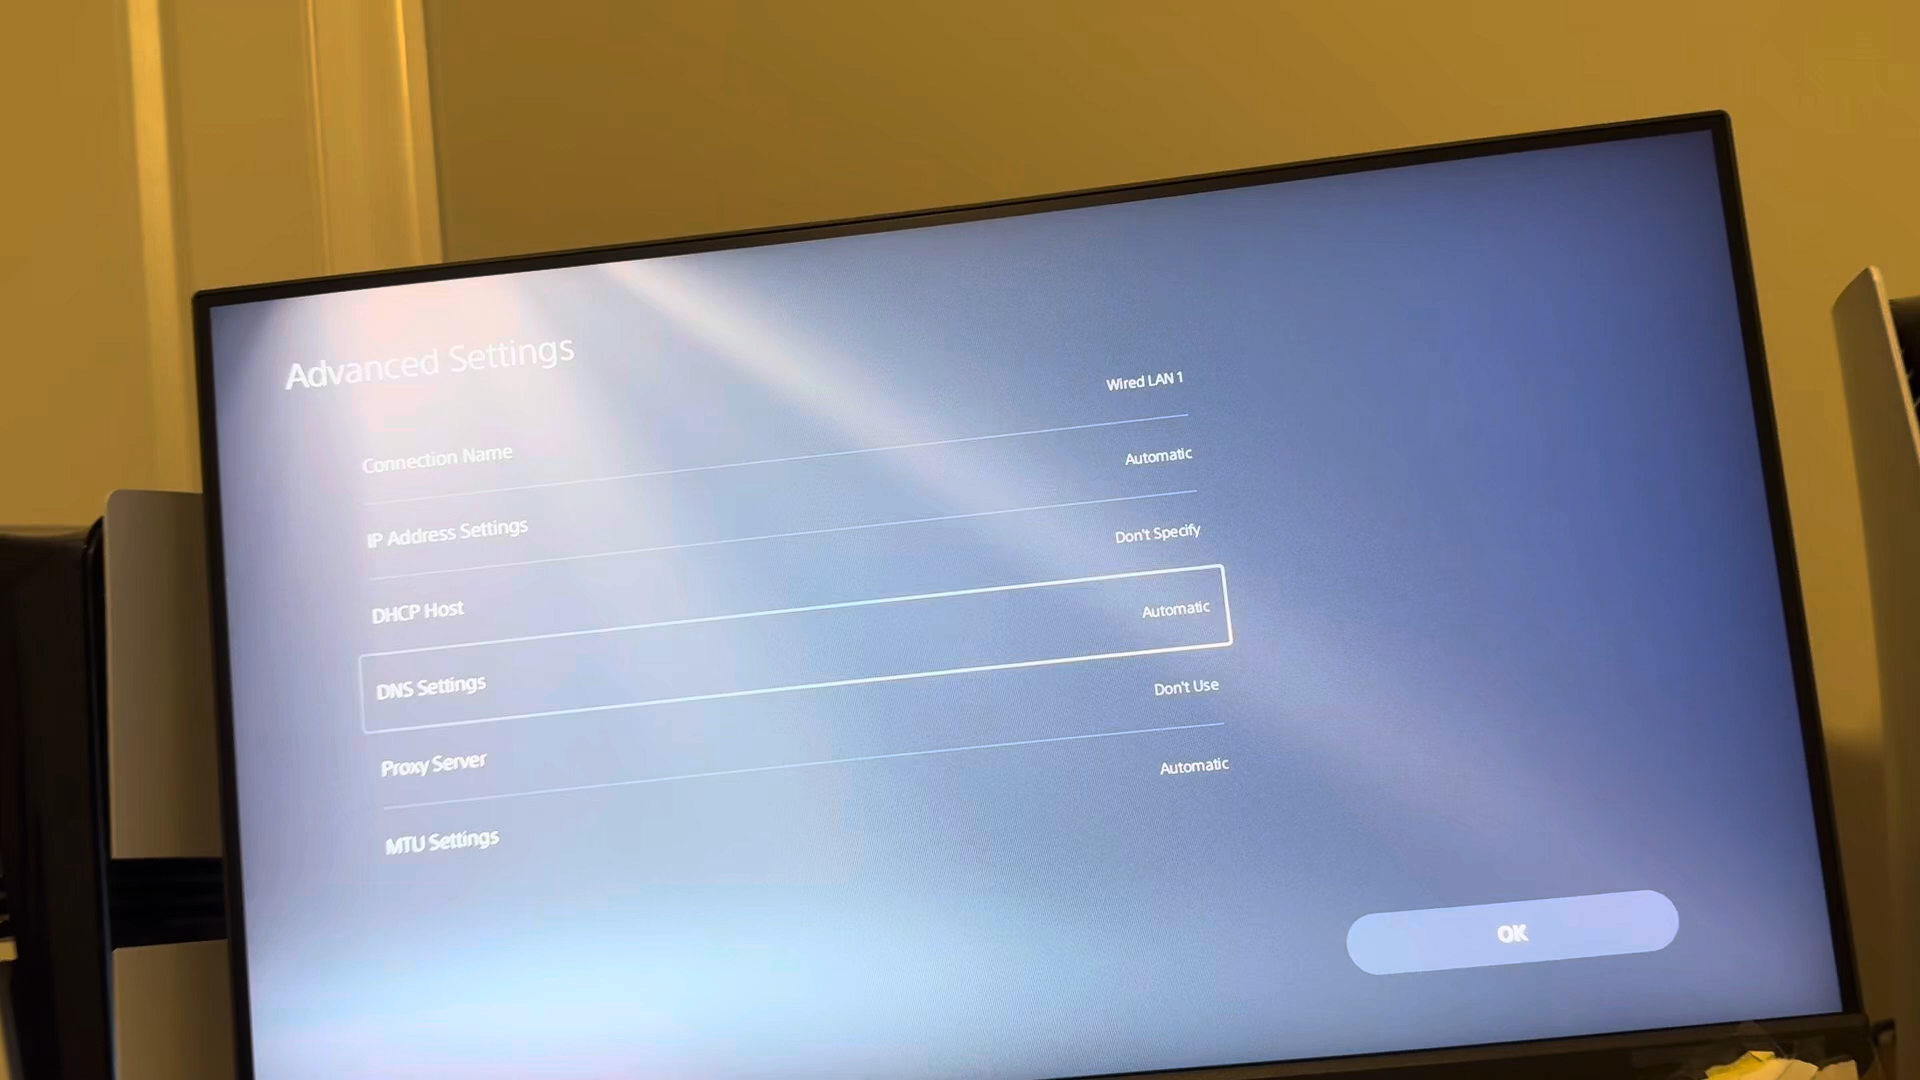 Advanced Settings
Connection Name Wired LAN 1
IP Address Settings Automatic
DHCP Host Don't Specify
DNS Settings Automatic
Proxy Server Don't Use
MTU Settings Automatic
OK